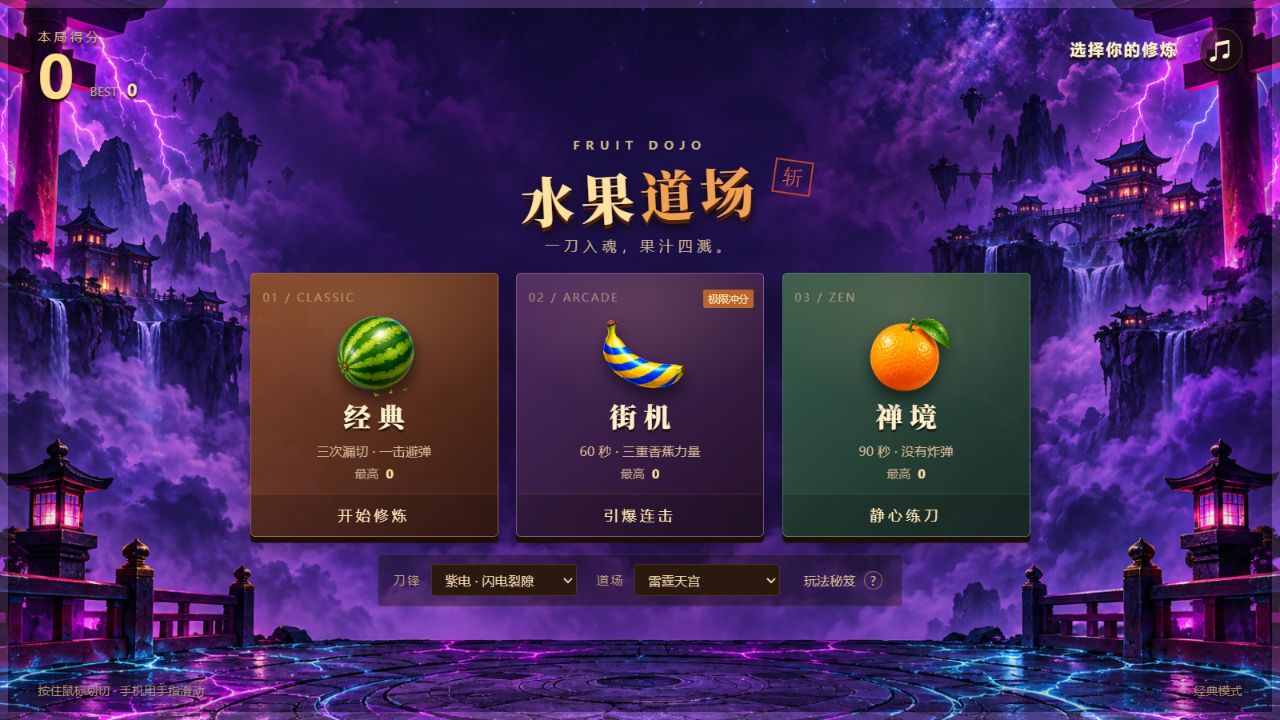 本局得分
0 BEST 0
选择你的修炼
FRUIT DOJO
水果道场 斩
一刀入魂，果汁四溅。
01 / CLASSIC
经典
三次漏切 · 一击避弹
最高 0
开始修炼
02 / ARCADE
极限冲分
街机
60 秒 · 三重香蕉力量
最高 0
引爆连击
03 / ZEN
禅境
90 秒 · 没有炸弹
最高 0
静心练刀
刀锋 紫电 · 闪电裂隙 道场 雷霆天宫 玩法秘笈 ?
按住鼠标划切 · 手机用手指滑动
经典模式